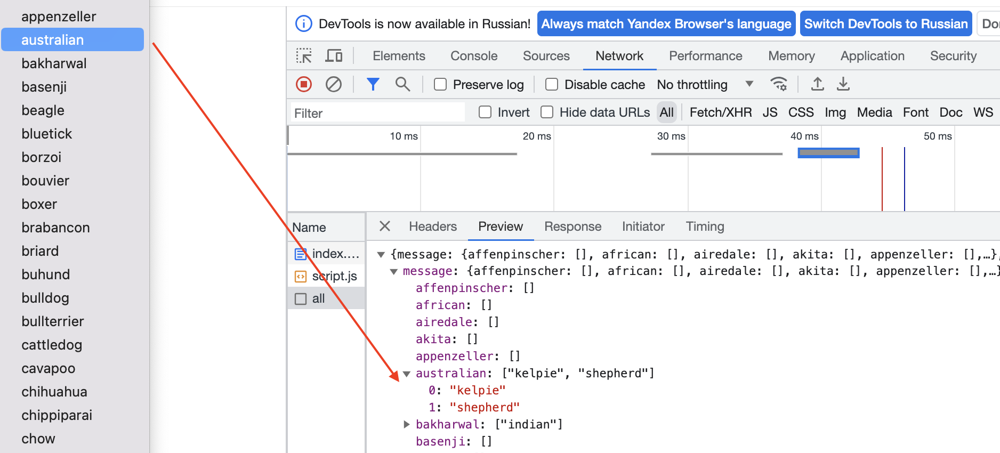 appenzeller
australian
bakharwal
basenji
beagle
bluetick
borzoi
bouvier
boxer
brabancon
briard
buhund
bulldog
bullterrier
cattledog
cavapoo
chihuahua
chippiparai
chow
DevTools is now available in Russian! Always match Yandex Browser's language Switch DevTools to Russian
Elements Console Sources Network Performance Memory Application Security
Preserve log Disable cache No throttling
Filter Invert Hide data URLs All Fetch/XHR JS CSS Img Media Font Doc WS
10 ms 20 ms 30 ms 40 ms 50 ms
Name
index....
script.js
all
Headers Preview Response Initiator Timing
{message: {affenpinscher: [], african: [], airedale: [], akita: [], appenzeller: [],…},
message: {affenpinscher: [], african: [], airedale: [], akita: [], appenzeller: [],…}
affenpinscher: []
african: []
airedale: []
akita: []
appenzeller: []
australian: ["kelpie", "shepherd"]
0: "kelpie"
1: "shepherd"
bakharwal: ["indian"]
basenji: []